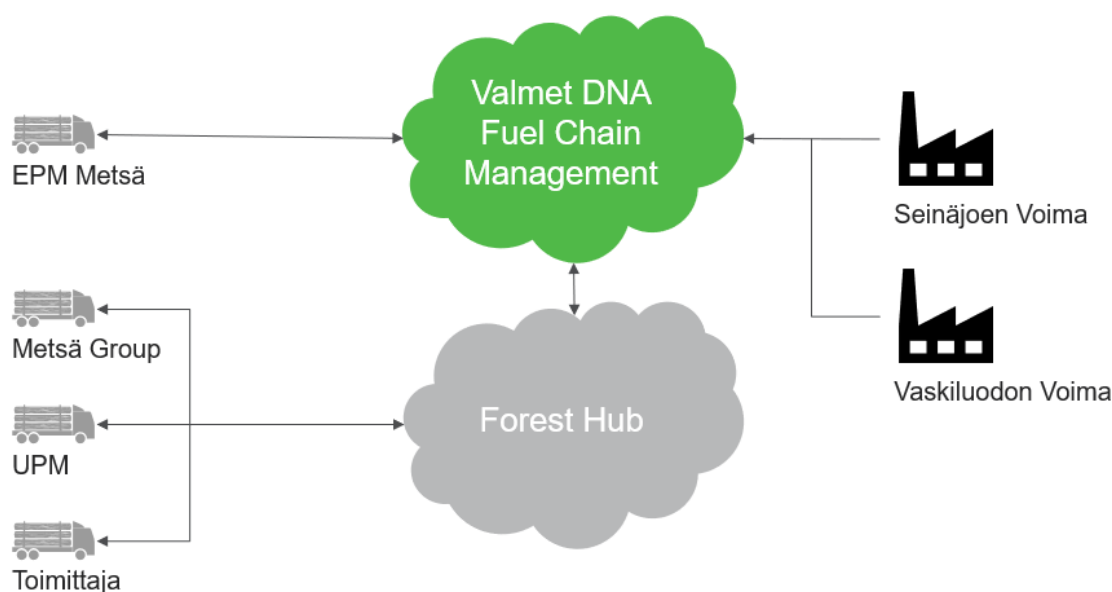 Valmet DNA
Fuel Chain
Management
EPM Metsä
Seinäjoen Voima
Metsä Group
Forest Hub
Vaskiluodon Voima
UPM
Toimittaja